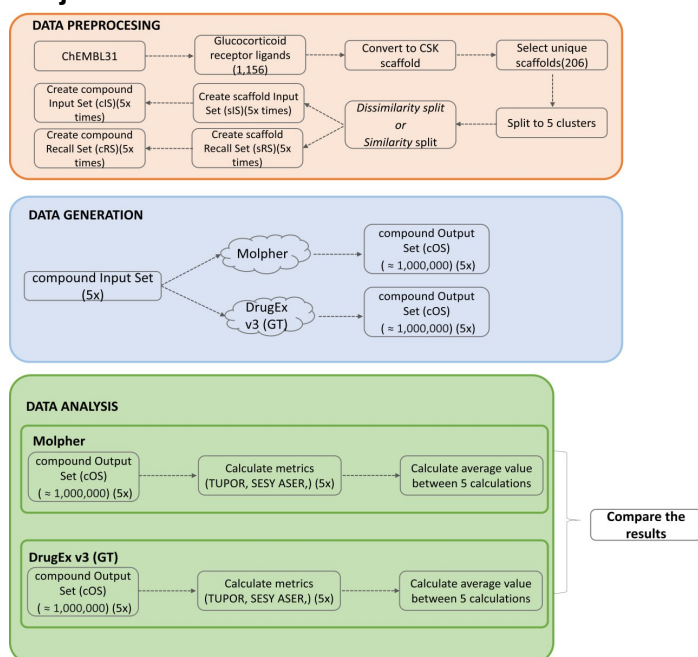 DATA PREPROCESING
ChEMBL31
Glucocorticoid
receptor ligands
(1,156)
Convert to CSK
scaffold
Select unique
scaffolds(206)
Create compound
Input Set (cIS)(5x
times)
Create scaffold Input
Set (sIS)(5x times)
Dissimilarity split
or
Similarity split
Split to 5 clusters
Create compound
Recall Set (cRS)(5x
times)
Create scaffold
Recall Set (sRS)(5x
times)
DATA GENERATION
compound Input Set
(5x)
Molpher
compound Output
Set (cOS)
( ≈ 1,000,000) (5x)
DrugEx
v3 (GT)
compound Output
Set (cOS)
( ≈ 1,000,000) (5x)
DATA ANALYSIS
Molpher
compound Output
Set (cOS)
( ≈ 1,000,000) (5x)
Calculate metrics
(TUPOR, SESY ASER,) (5x)
Calculate average value
between 5 calculations
DrugEx v3 (GT)
compound Output
Set (cOS)
( ≈ 1,000,000) (5x)
Calculate metrics
(TUPOR, SESY ASER,) (5x)
Calculate average value
between 5 calculations
Compare the
results